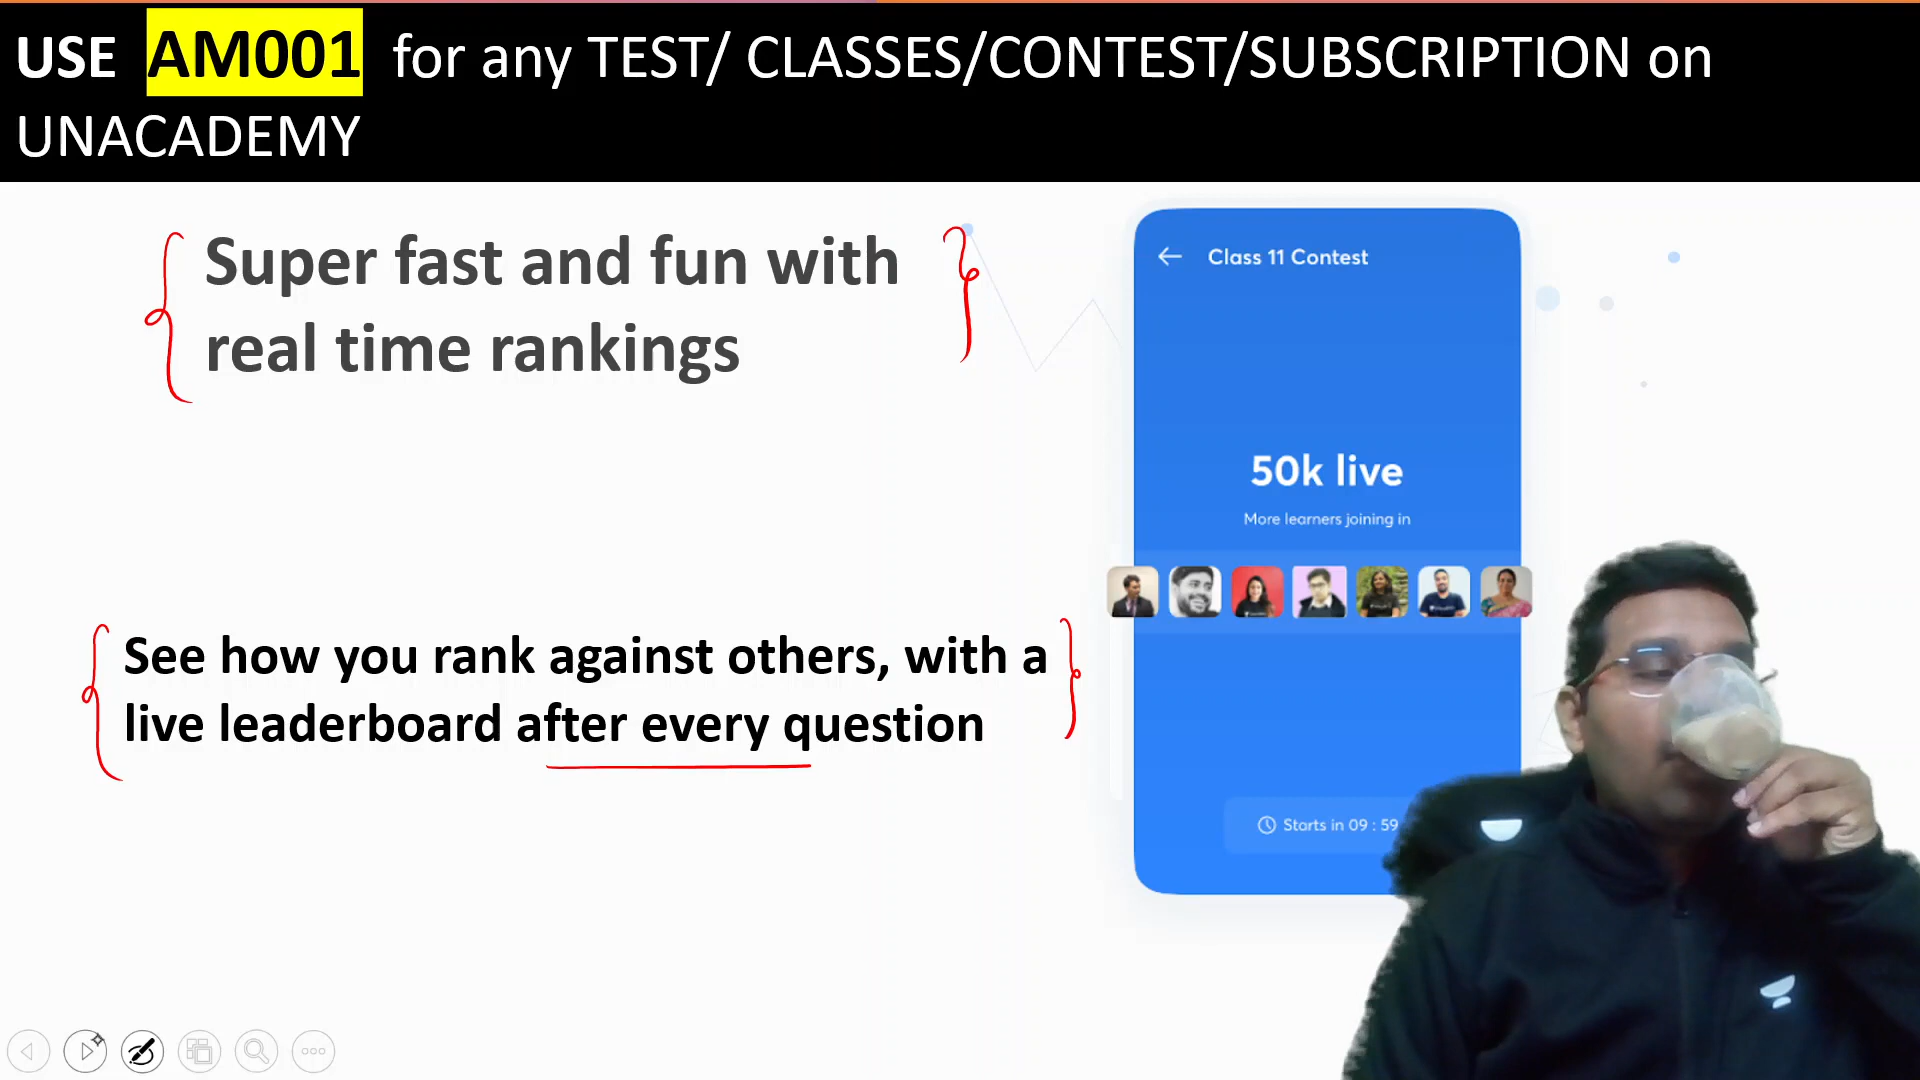 USE AM001 for any TEST/ CLASSES/CONTEST/SUBSCRIPTION on
UNACADEMY
Super fast and fun with
real time rankings
See how you rank against others, with a
live leaderboard after every question
Class 11 Contest
50k live
More learners joining in
Starts in 09 : 59